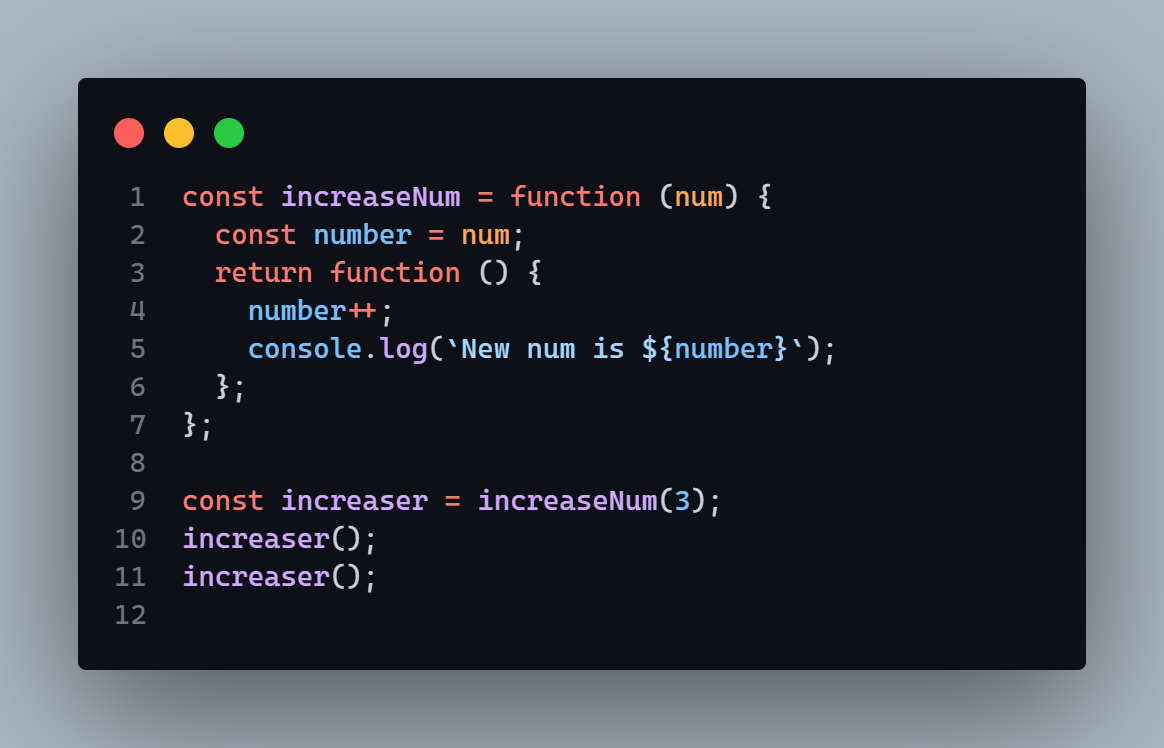 1 const increaseNum = function (num) {
2   const number = num;
3   return function () {
4     number++;
5     console.log(`New num is ${number}`);
6   };
7 };
8
9 const increaser = increaseNum(3);
10 increaser();
11 increaser();
12